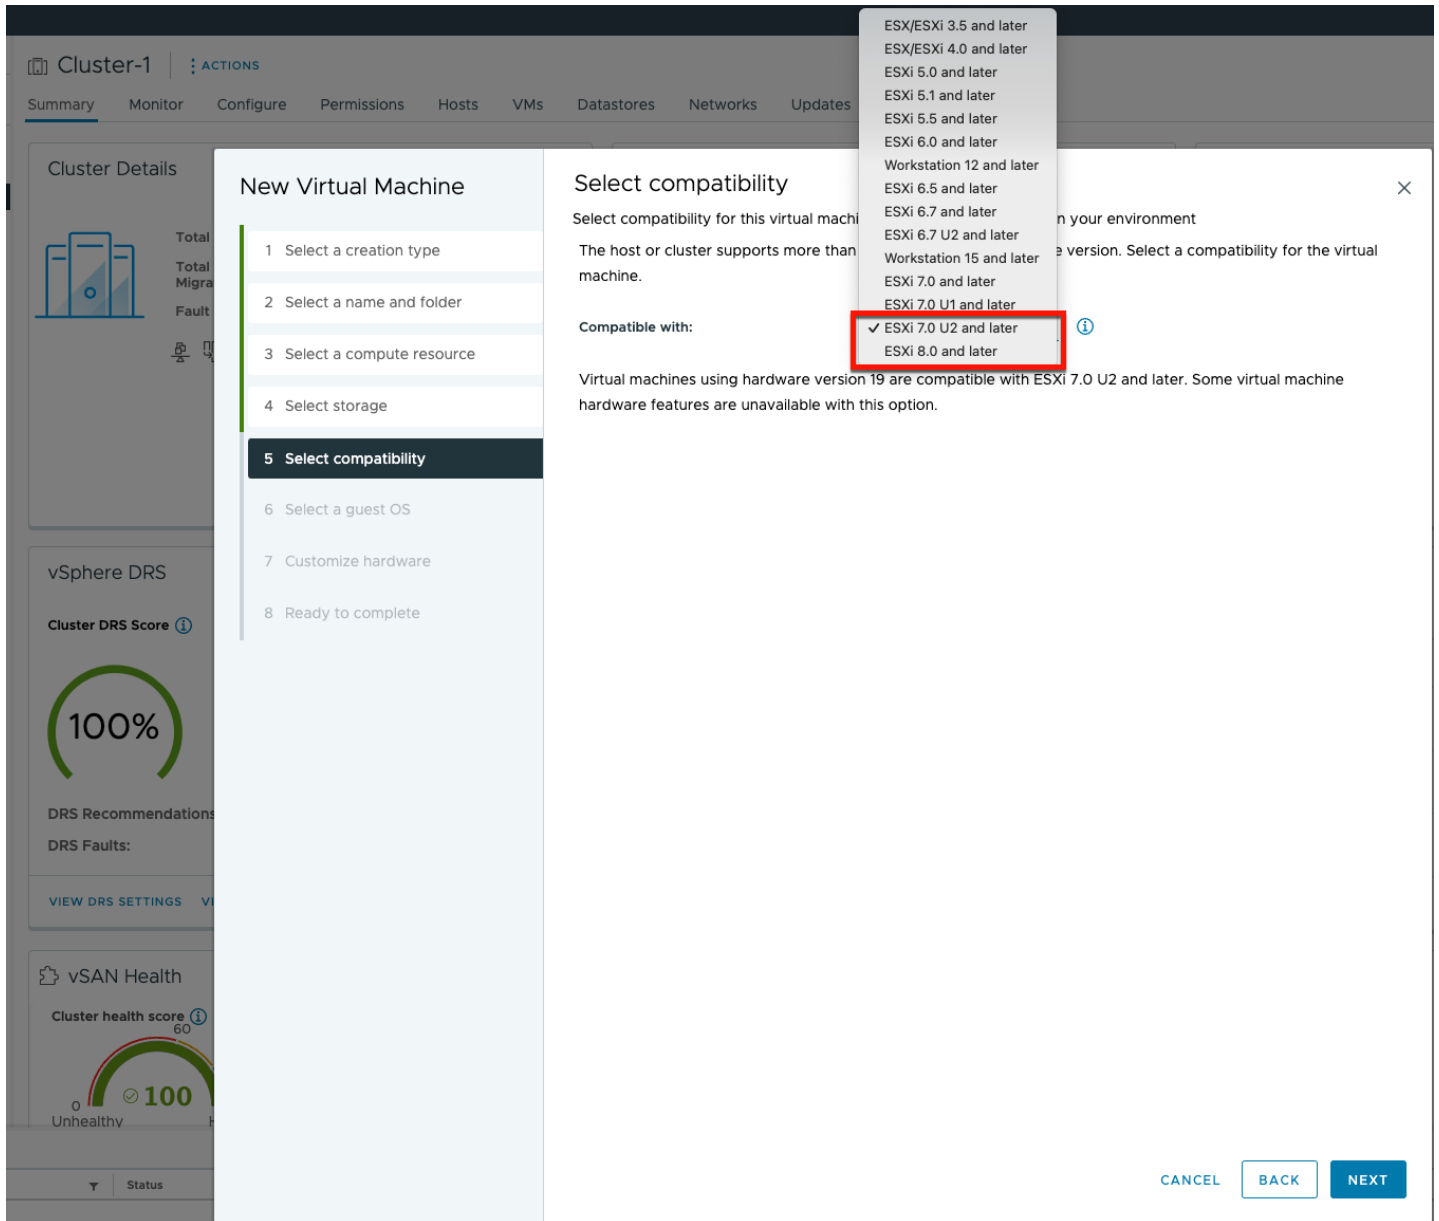 Cluster-1
ACTIONS
Summary Monitor Configure Permissions Hosts VMs Datastores Networks Updates
ESX/ESXi 3.5 and later
ESX/ESXi 4.0 and later
ESXi 5.0 and later
ESXi 5.1 and later
ESXi 5.5 and later
ESXi 6.0 and later
Workstation 12 and later
ESXi 6.5 and later
ESXi 6.7 and later
ESXi 6.7 U2 and later
Workstation 15 and later
ESXi 7.0 and later
ESXi 7.0 U1 and later
✓ ESXi 7.0 U2 and later
ESXi 8.0 and later
Cluster Details
Total
Total
Migra
Fault
New Virtual Machine
1 Select a creation type
2 Select a name and folder
3 Select a compute resource
4 Select storage
5 Select compatibility
6 Select a guest OS
7 Customize hardware
8 Ready to complete
Select compatibility
Select compatibility for this virtual machi n your environment
The host or cluster supports more than e version. Select a compatibility for the virtual
machine.
Compatible with:
Virtual machines using hardware version 19 are compatible with ESXi 7.0 U2 and later. Some virtual machine
hardware features are unavailable with this option.
vSphere DRS
Cluster DRS Score
100%
DRS Recommendations
DRS Faults:
VIEW DRS SETTINGS VI
vSAN Health
Cluster health score
60
100
0
Unhealthy H
Status
CANCEL BACK NEXT